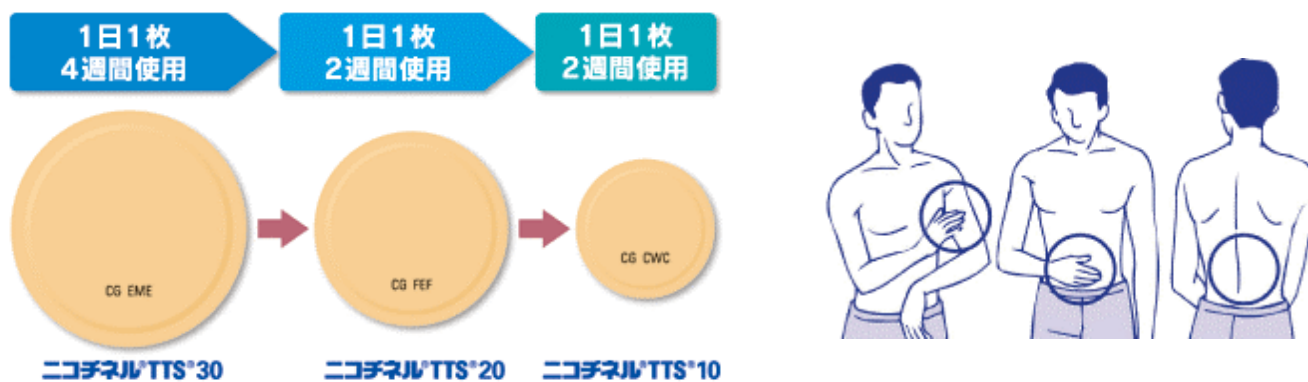 1日1枚
4週間使用
1日1枚
2週間使用
1日1枚
2週間使用
CG EME
CG FEF
CG CWC
ニコチネル®TTS®30
ニコチネル®TTS®20
ニコチネル®TTS®10